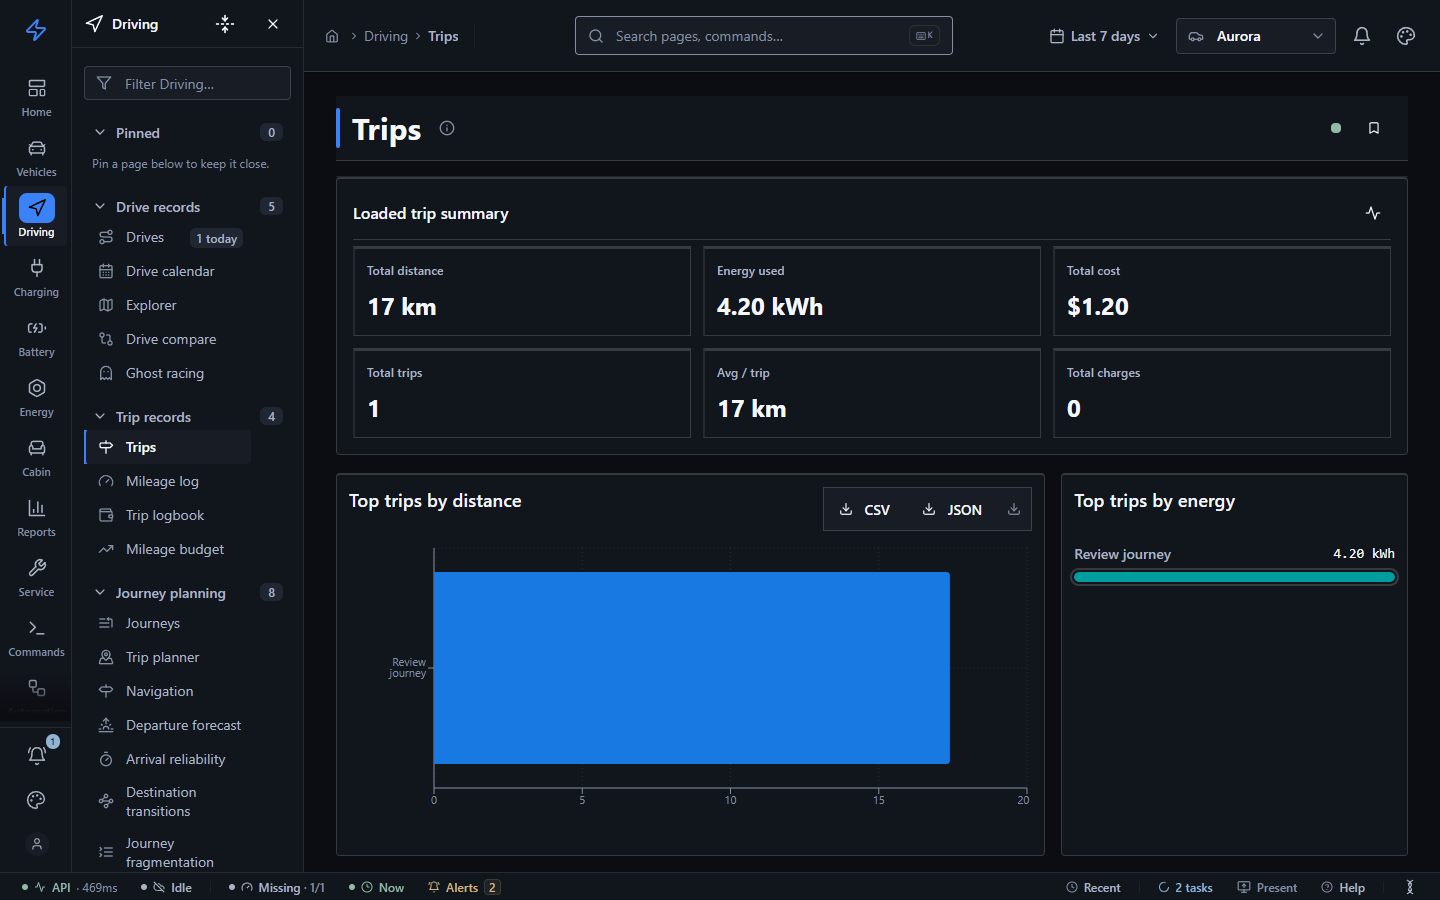 Driving
Driving
Trips
Search pages, commands...
K
Last 7 days
Aurora
Home
Vehicles
Driving
Charging
Battery
Energy
Cabin
Reports
Service
Commands
1
Filter Driving...
Pinned
0
Pin a page below to keep it close.
Drive records
5
Drives
1 today
Drive calendar
Explorer
Drive compare
Ghost racing
Trip records
4
Trips
Mileage log
Trip logbook
Mileage budget
Journey planning
8
Journeys
Trip planner
Navigation
Departure forecast
Arrival reliability
Destination
transitions
Journey
fragmentation
Trips
Loaded trip summary
Total distance
17 km
Energy used
4.20 kWh
Total cost
$1.20
Total trips
1
Avg / trip
17 km
Total charges
0
Top trips by distance
CSV
JSON
Review
journey
0
5
10
15
20
Top trips by energy
Review journey
4.20 kWh
API · 469ms
Idle
Missing · 1/1
Now
Alerts
2
Recent
2 tasks
Present
Help